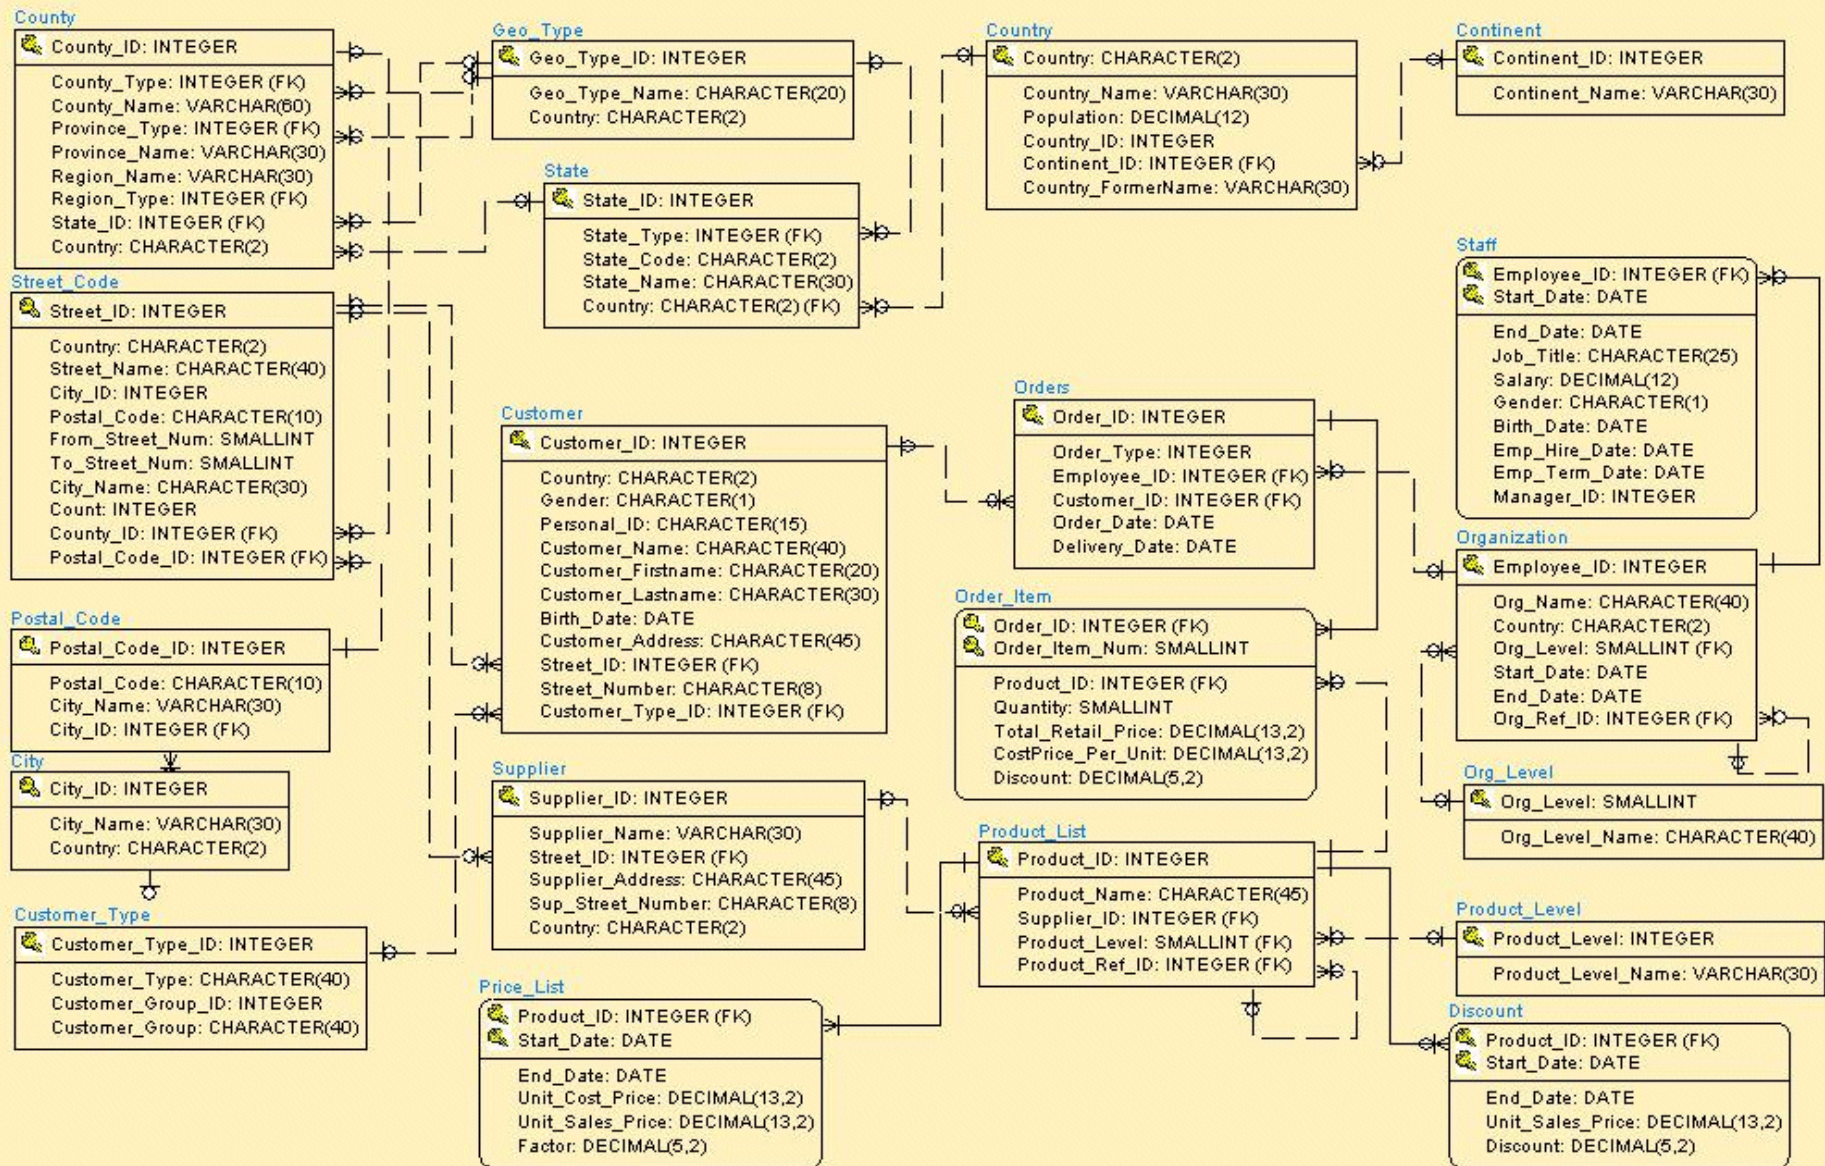 County
County_ID: INTEGER
County_Type: INTEGER (FK)
County_Name: VARCHAR(60)
Province_Type: INTEGER (FK)
Province_Name: VARCHAR(30)
Region_Name: VARCHAR(30)
Region_Type: INTEGER (FK)
State_ID: INTEGER (FK)
Country: CHARACTER(2)
Geo_Type
Geo_Type_ID: INTEGER
Geo_Type_Name: CHARACTER(20)
Country: CHARACTER(2)
Country
Country: CHARACTER(2)
Country_Name: VARCHAR(30)
Population: DECIMAL(12)
Country_ID: INTEGER
Continent_ID: INTEGER (FK)
Country_FormerName: VARCHAR(30)
Continent
Continent_ID: INTEGER
Continent_Name: VARCHAR(30)
State
State_ID: INTEGER
State_Type: INTEGER (FK)
State_Code: CHARACTER(2)
State_Name: CHARACTER(30)
Country: CHARACTER(2) (FK)
Staff
Employee_ID: INTEGER (FK)
Start_Date: DATE
End_Date: DATE
Job_Title: CHARACTER(25)
Salary: DECIMAL(12)
Gender: CHARACTER(1)
Birth_Date: DATE
Emp_Hire_Date: DATE
Emp_Term_Date: DATE
Manager_ID: INTEGER
Street_Code
Street_ID: INTEGER
Country: CHARACTER(2)
Street_Name: CHARACTER(40)
City_ID: INTEGER
Postal_Code: CHARACTER(10)
From_Street_Num: SMALLINT
To_Street_Num: SMALLINT
City_Name: CHARACTER(30)
Count: INTEGER
County_ID: INTEGER (FK)
Postal_Code_ID: INTEGER (FK)
Customer
Customer_ID: INTEGER
Country: CHARACTER(2)
Gender: CHARACTER(1)
Personal_ID: CHARACTER(15)
Customer_Name: CHARACTER(40)
Customer_Firstname: CHARACTER(20)
Customer_Lastname: CHARACTER(30)
Birth_Date: DATE
Customer_Address: CHARACTER(45)
Street_ID: INTEGER (FK)
Street_Number: CHARACTER(8)
Customer_Type_ID: INTEGER (FK)
Orders
Order_ID: INTEGER
Order_Type: INTEGER
Employee_ID: INTEGER (FK)
Customer_ID: INTEGER (FK)
Order_Date: DATE
Delivery_Date: DATE
Organization
Employee_ID: INTEGER
Org_Name: CHARACTER(40)
Country: CHARACTER(2)
Org_Level: SMALLINT (FK)
Start_Date: DATE
End_Date: DATE
Org_Ref_ID: INTEGER (FK)
Order_Item
Order_ID: INTEGER (FK)
Order_Item_Num: SMALLINT
Product_ID: INTEGER (FK)
Quantity: SMALLINT
Total_Retail_Price: DECIMAL(13,2)
CostPrice_Per_Unit: DECIMAL(13,2)
Discount: DECIMAL(5,2)
Postal_Code
Postal_Code_ID: INTEGER
Postal_Code: CHARACTER(10)
City_Name: VARCHAR(30)
City_ID: INTEGER (FK)
City
City_ID: INTEGER
City_Name: VARCHAR(30)
Country: CHARACTER(2)
Supplier
Supplier_ID: INTEGER
Supplier_Name: VARCHAR(30)
Street_ID: INTEGER (FK)
Supplier_Address: CHARACTER(45)
Sup_Street_Number: CHARACTER(8)
Country: CHARACTER(2)
Org_Level
Org_Level: SMALLINT
Org_Level_Name: CHARACTER(40)
Product_List
Product_ID: INTEGER
Product_Name: CHARACTER(45)
Supplier_ID: INTEGER (FK)
Product_Level: SMALLINT (FK)
Product_Ref_ID: INTEGER (FK)
Product_Level
Product_Level: INTEGER
Product_Level_Name: VARCHAR(30)
Customer_Type
Customer_Type_ID: INTEGER
Customer_Type: CHARACTER(40)
Customer_Group_ID: INTEGER
Customer_Group: CHARACTER(40)
Price_List
Product_ID: INTEGER (FK)
Start_Date: DATE
End_Date: DATE
Unit_Cost_Price: DECIMAL(13,2)
Unit_Sales_Price: DECIMAL(13,2)
Factor: DECIMAL(5,2)
Discount
Product_ID: INTEGER (FK)
Start_Date: DATE
End_Date: DATE
Unit_Sales_Price: DECIMAL(13,2)
Discount: DECIMAL(5,2)